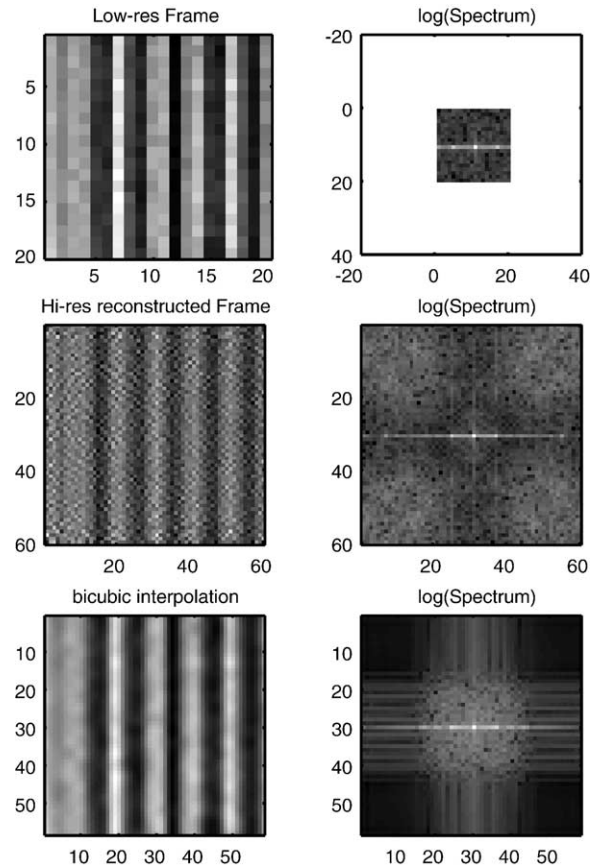 Low-res Frame
log(Spectrum)
5
10
15
20
5 10 15 20
-20
0
20
40
-20 0 20 40
Hi-res reconstructed Frame
log(Spectrum)
20
40
60
20 40 60
20
40
60
20 40 60
bicubic interpolation
log(Spectrum)
10
20
30
40
50
10 20 30 40 50
10
20
30
40
50
10 20 30 40 50